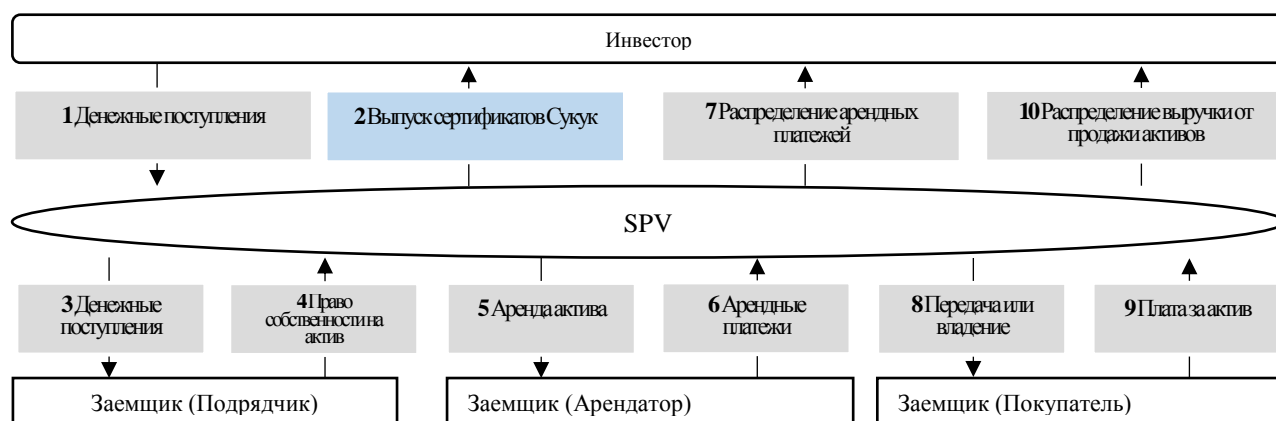 Инвестор
1 Денежные поступления
2 Выпуск сертификатов Сукук
7 Распределение арендных
платежей
10 Распределение выручки от
продажи активов
SPV
3 Денежные
поступления
4 Право
собственности на
актив
5 Аренда актива
6 Арендные
платежи
8 Передача или
владение
9 Плата за актив
Заемщик (Подрядчик)
Заемщик (Арендатор)
Заемщик (Покупатель)